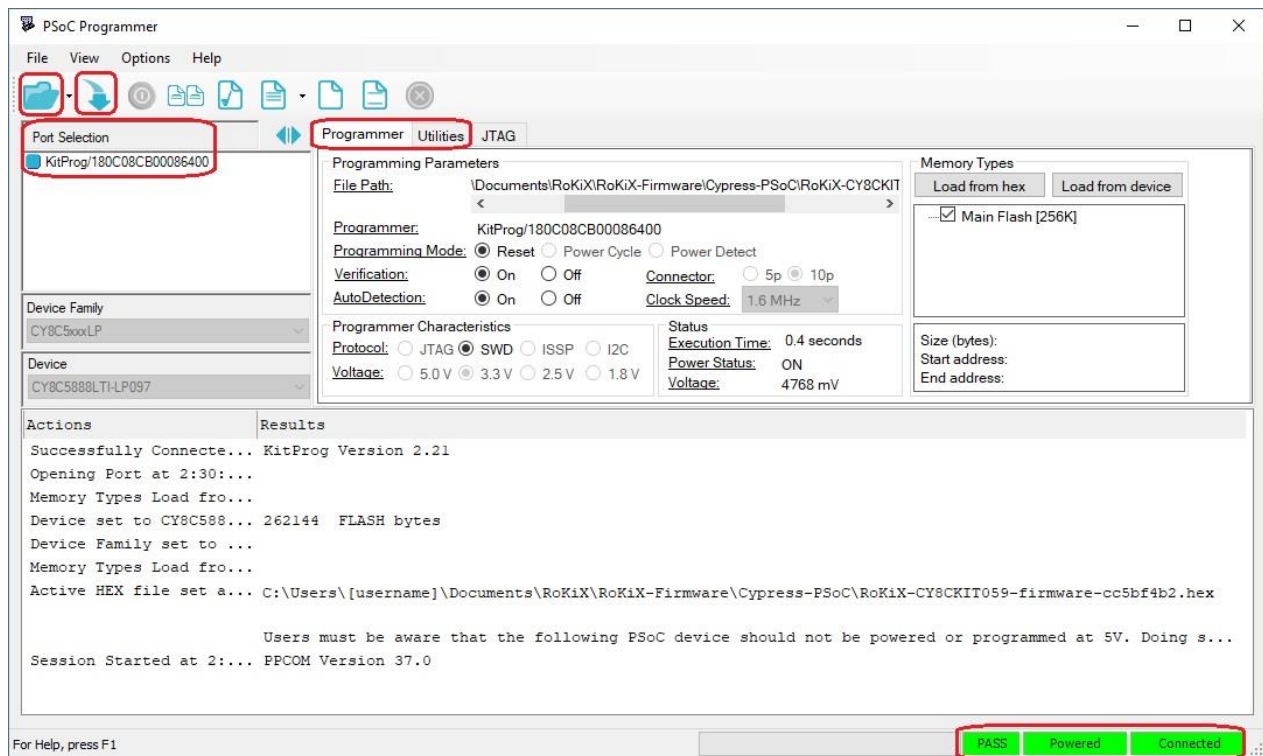 PSoC Programmer
File View Options Help
Port Selection
KitProg/180C08CB00086400
Device Family
CY8C5xxxLP
Device
CY8C5888LTI-LP097
Programmer Utilities JTAG
Programming Parameters
File Path: \Documents\RoKiX\RoKiX-Firmware\Cypress-PSoC\RoKiX-CY8CKIT
Programmer: KitProg/180C08CB00086400
Programming Mode: Reset Power Cycle Power Detect
Verification: On Off Connector: 5p 10p
AutoDetection: On Off Clock Speed: 1.6 MHz
Programmer Characteristics
Protocol: JTAG SWD ISSP I2C
Voltage: 5.0 V 3.3 V 2.5 V 1.8 V
Status
Execution Time: 0.4 seconds
Power Status: ON
Voltage: 4768 mV
Memory Types
Load from hex Load from device
Main Flash [256K]
Size (bytes):
Start address:
End address:
Actions Results
Successfully Connecte... KitProg Version 2.21
Opening Port at 2:30:...
Memory Types Load fro...
Device set to CY8C588... 262144 FLASH bytes
Device Family set to ...
Memory Types Load fro...
Active HEX file set a... C:\Users\[username]\Documents\RoKiX\RoKiX-Firmware\Cypress-PSoC\RoKiX-CY8CKIT059-firmware-cc5bf4b2.hex
Users must be aware that the following PSoC device should not be powered or programmed at 5V. Doing s...
Session Started at 2:... PPCOM Version 37.0
For Help, press F1
PASS Powered Connected